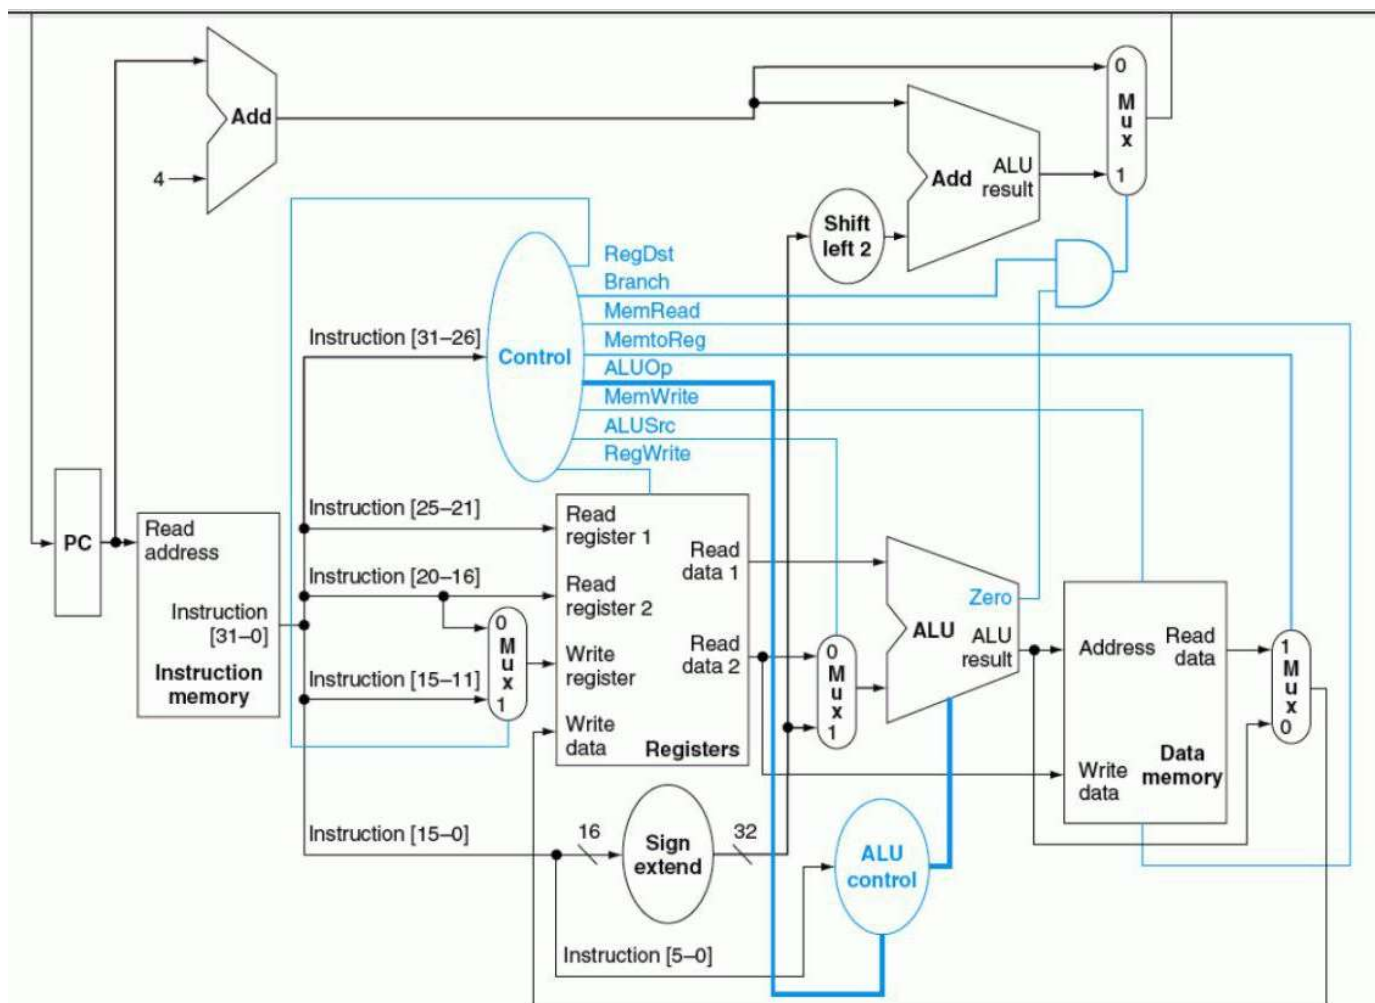 0
M
u
x
1
Add
4
Add
ALU
result
Shift
left 2
RegDst
Branch
MemRead
MemtoReg
ALUOp
MemWrite
ALUSrc
RegWrite
Instruction [31–26]
Control
PC
Read
address
Instruction
[31–0]
Instruction
memory
Instruction [25–21]
Instruction [20–16]
Instruction [15–11]
0
M
u
x
1
Read
register 1
Read
register 2
Write
register
Write
data
Read
data 1
Read
data 2
Registers
0
M
u
x
1
Zero
ALU
ALU
result
Address
Read
data
Write
data
Data
memory
1
M
u
x
0
Instruction [15–0]
16
Sign
extend
32
ALU
control
Instruction [5–0]